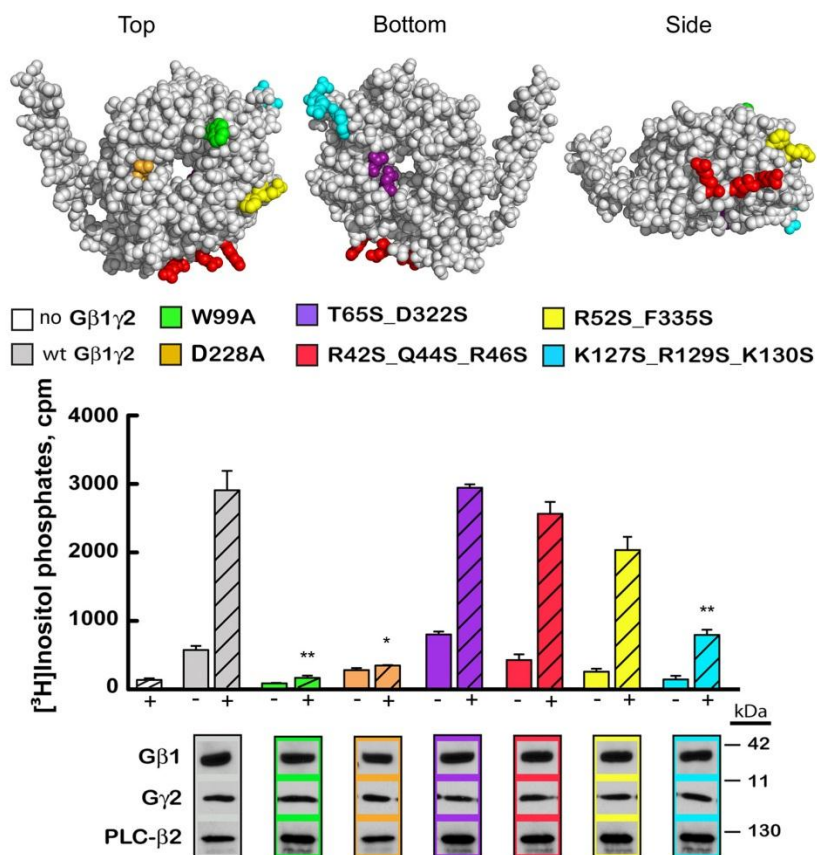 Top Bottom Side
no Gβ1γ2 W99A T65S_D322S R52S_F335S
wt Gβ1γ2 D228A R42S_Q44S_R46S K127S_R129S_K130S
[³H]Inositol phosphates, cpm
4000
3000
2000
1000
0
** * **
+ - + - + - + - + - + - + - +
kDa
Gβ1 42
Gγ2 11
PLC-β2 130